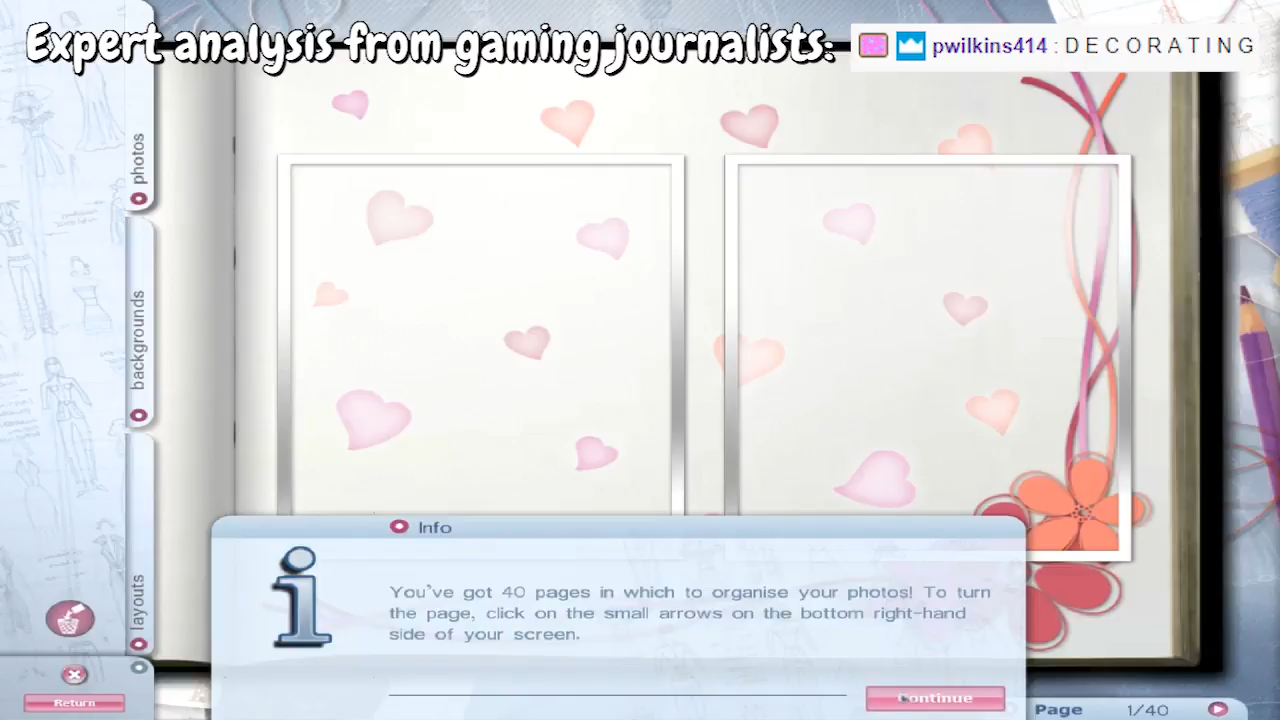 Expert analysis from gaming journalists:
pwilkins414 : D E C O R A T I N G
photos
backgrounds
layouts
Info
You've got 40 pages in which to organise your photos! To turn
the page, click on the small arrows on the bottom right-hand
side of your screen.
Continue
Return
Page 1/40